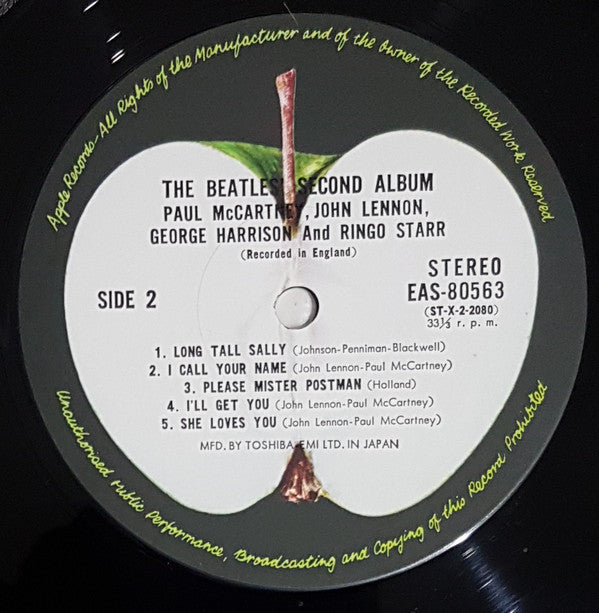 Apple Records-All Rights of the Manufacturer and of the Owner of the Recorded Work Reserved
THE BEATLES' SECOND ALBUM
PAUL McCARTNEY, JOHN LENNON,
GEORGE HARRISON And RINGO STARR
(Recorded in England)
STEREO
SIDE 2
EAS-80563
(ST-X-2-2080)
33⅓ r. p. m.
1. LONG TALL SALLY (Johnson-Penniman-Blackwell)
2. I CALL YOUR NAME (John Lennon-Paul McCartney)
3. PLEASE MISTER POSTMAN (Holland)
4. I'LL GET YOU (John Lennon-Paul McCartney)
5. SHE LOVES YOU (John Lennon-Paul McCartney)
MFD. BY TOSHIBA-EMI LTD. IN JAPAN
Unauthorised Public Performance, Broadcasting and Copying of this Record Prohibited